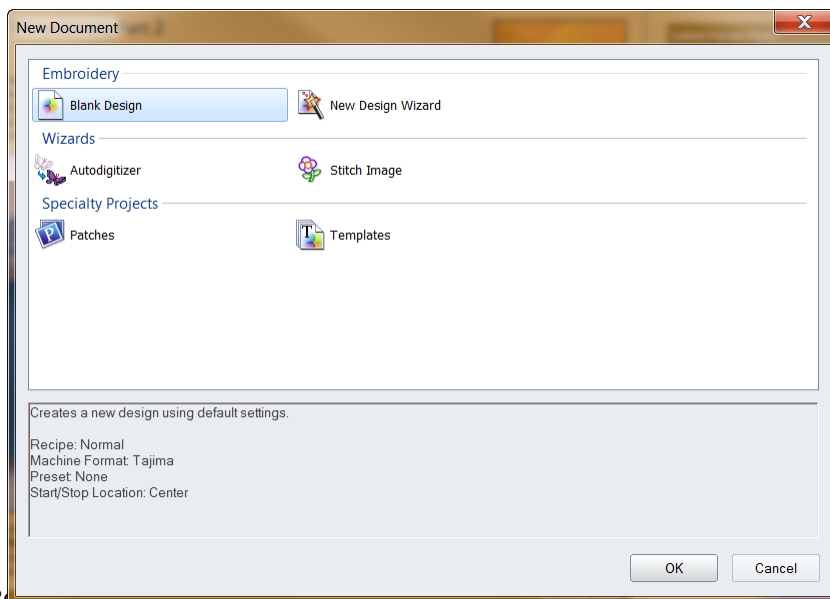 New Document
Embroidery
Blank Design
New Design Wizard
Wizards
Autodigitizer
Stitch Image
Specialty Projects
P Patches
T Templates
Creates a new design using default settings.
Recipe: Normal
Machine Format: Tajima
Preset: None
Start/Stop Location: Center
OK
Cancel